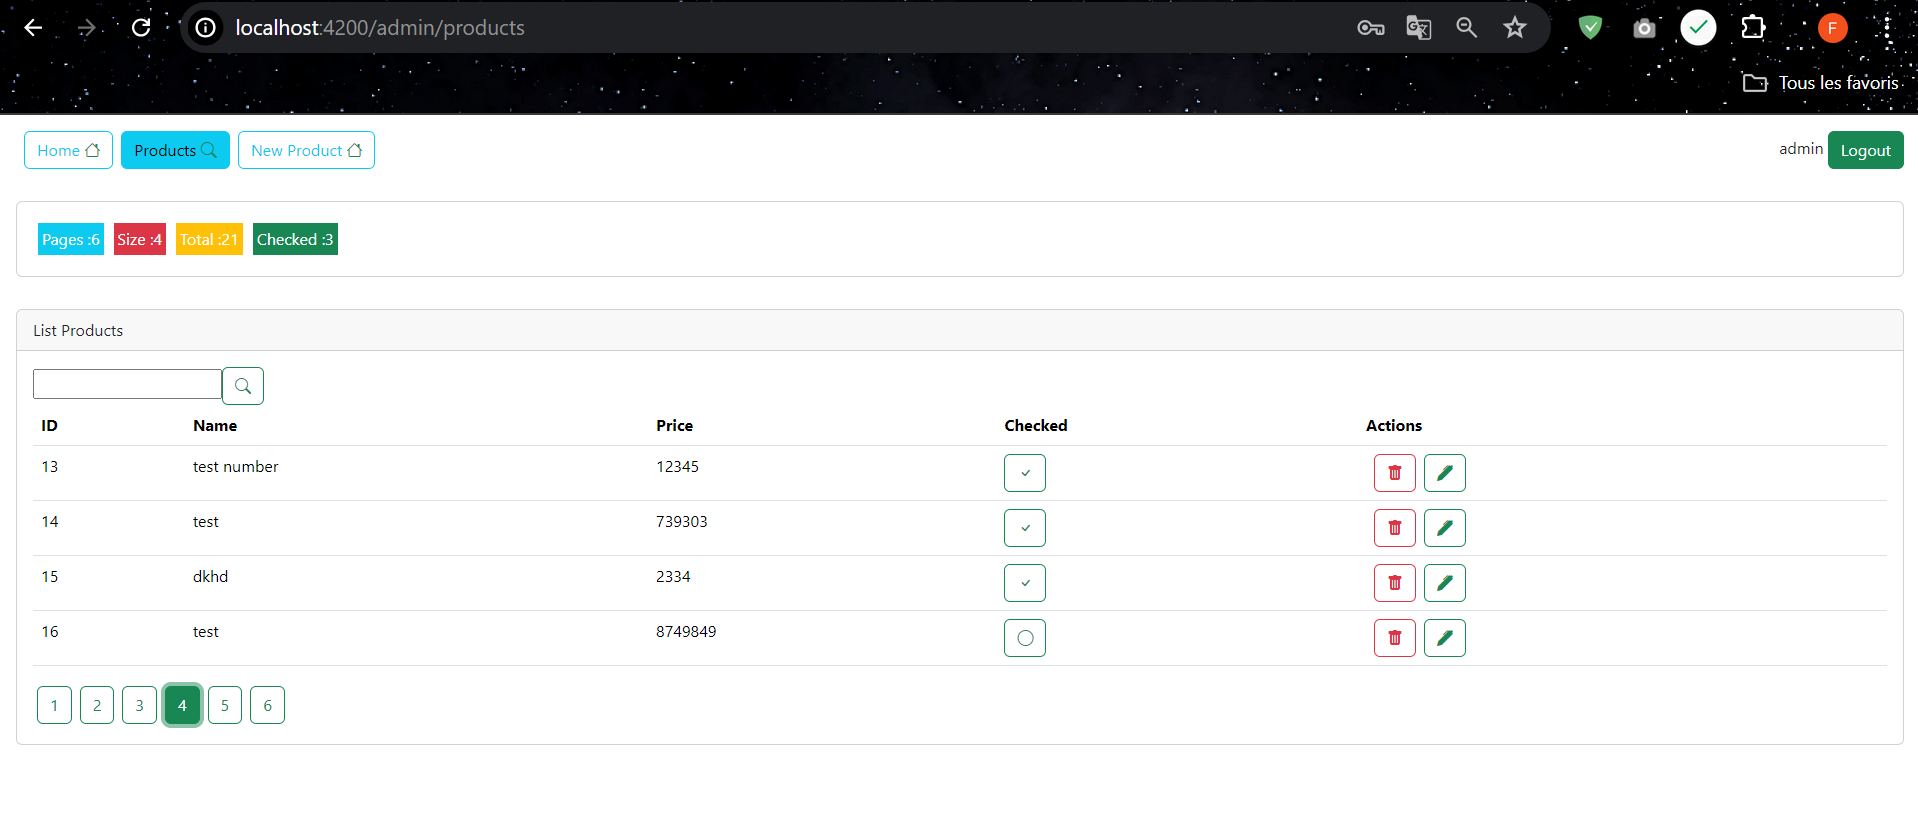 localhost:4200/admin/products
F
Tous les favoris
Home Products New Product admin Logout
Pages :6 Size :4 Total :21 Checked :3
List Products
ID Name Price Checked Actions
13 test number 12345
14 test 739303
15 dkhd 2334
16 test 8749849
1 2 3 4 5 6